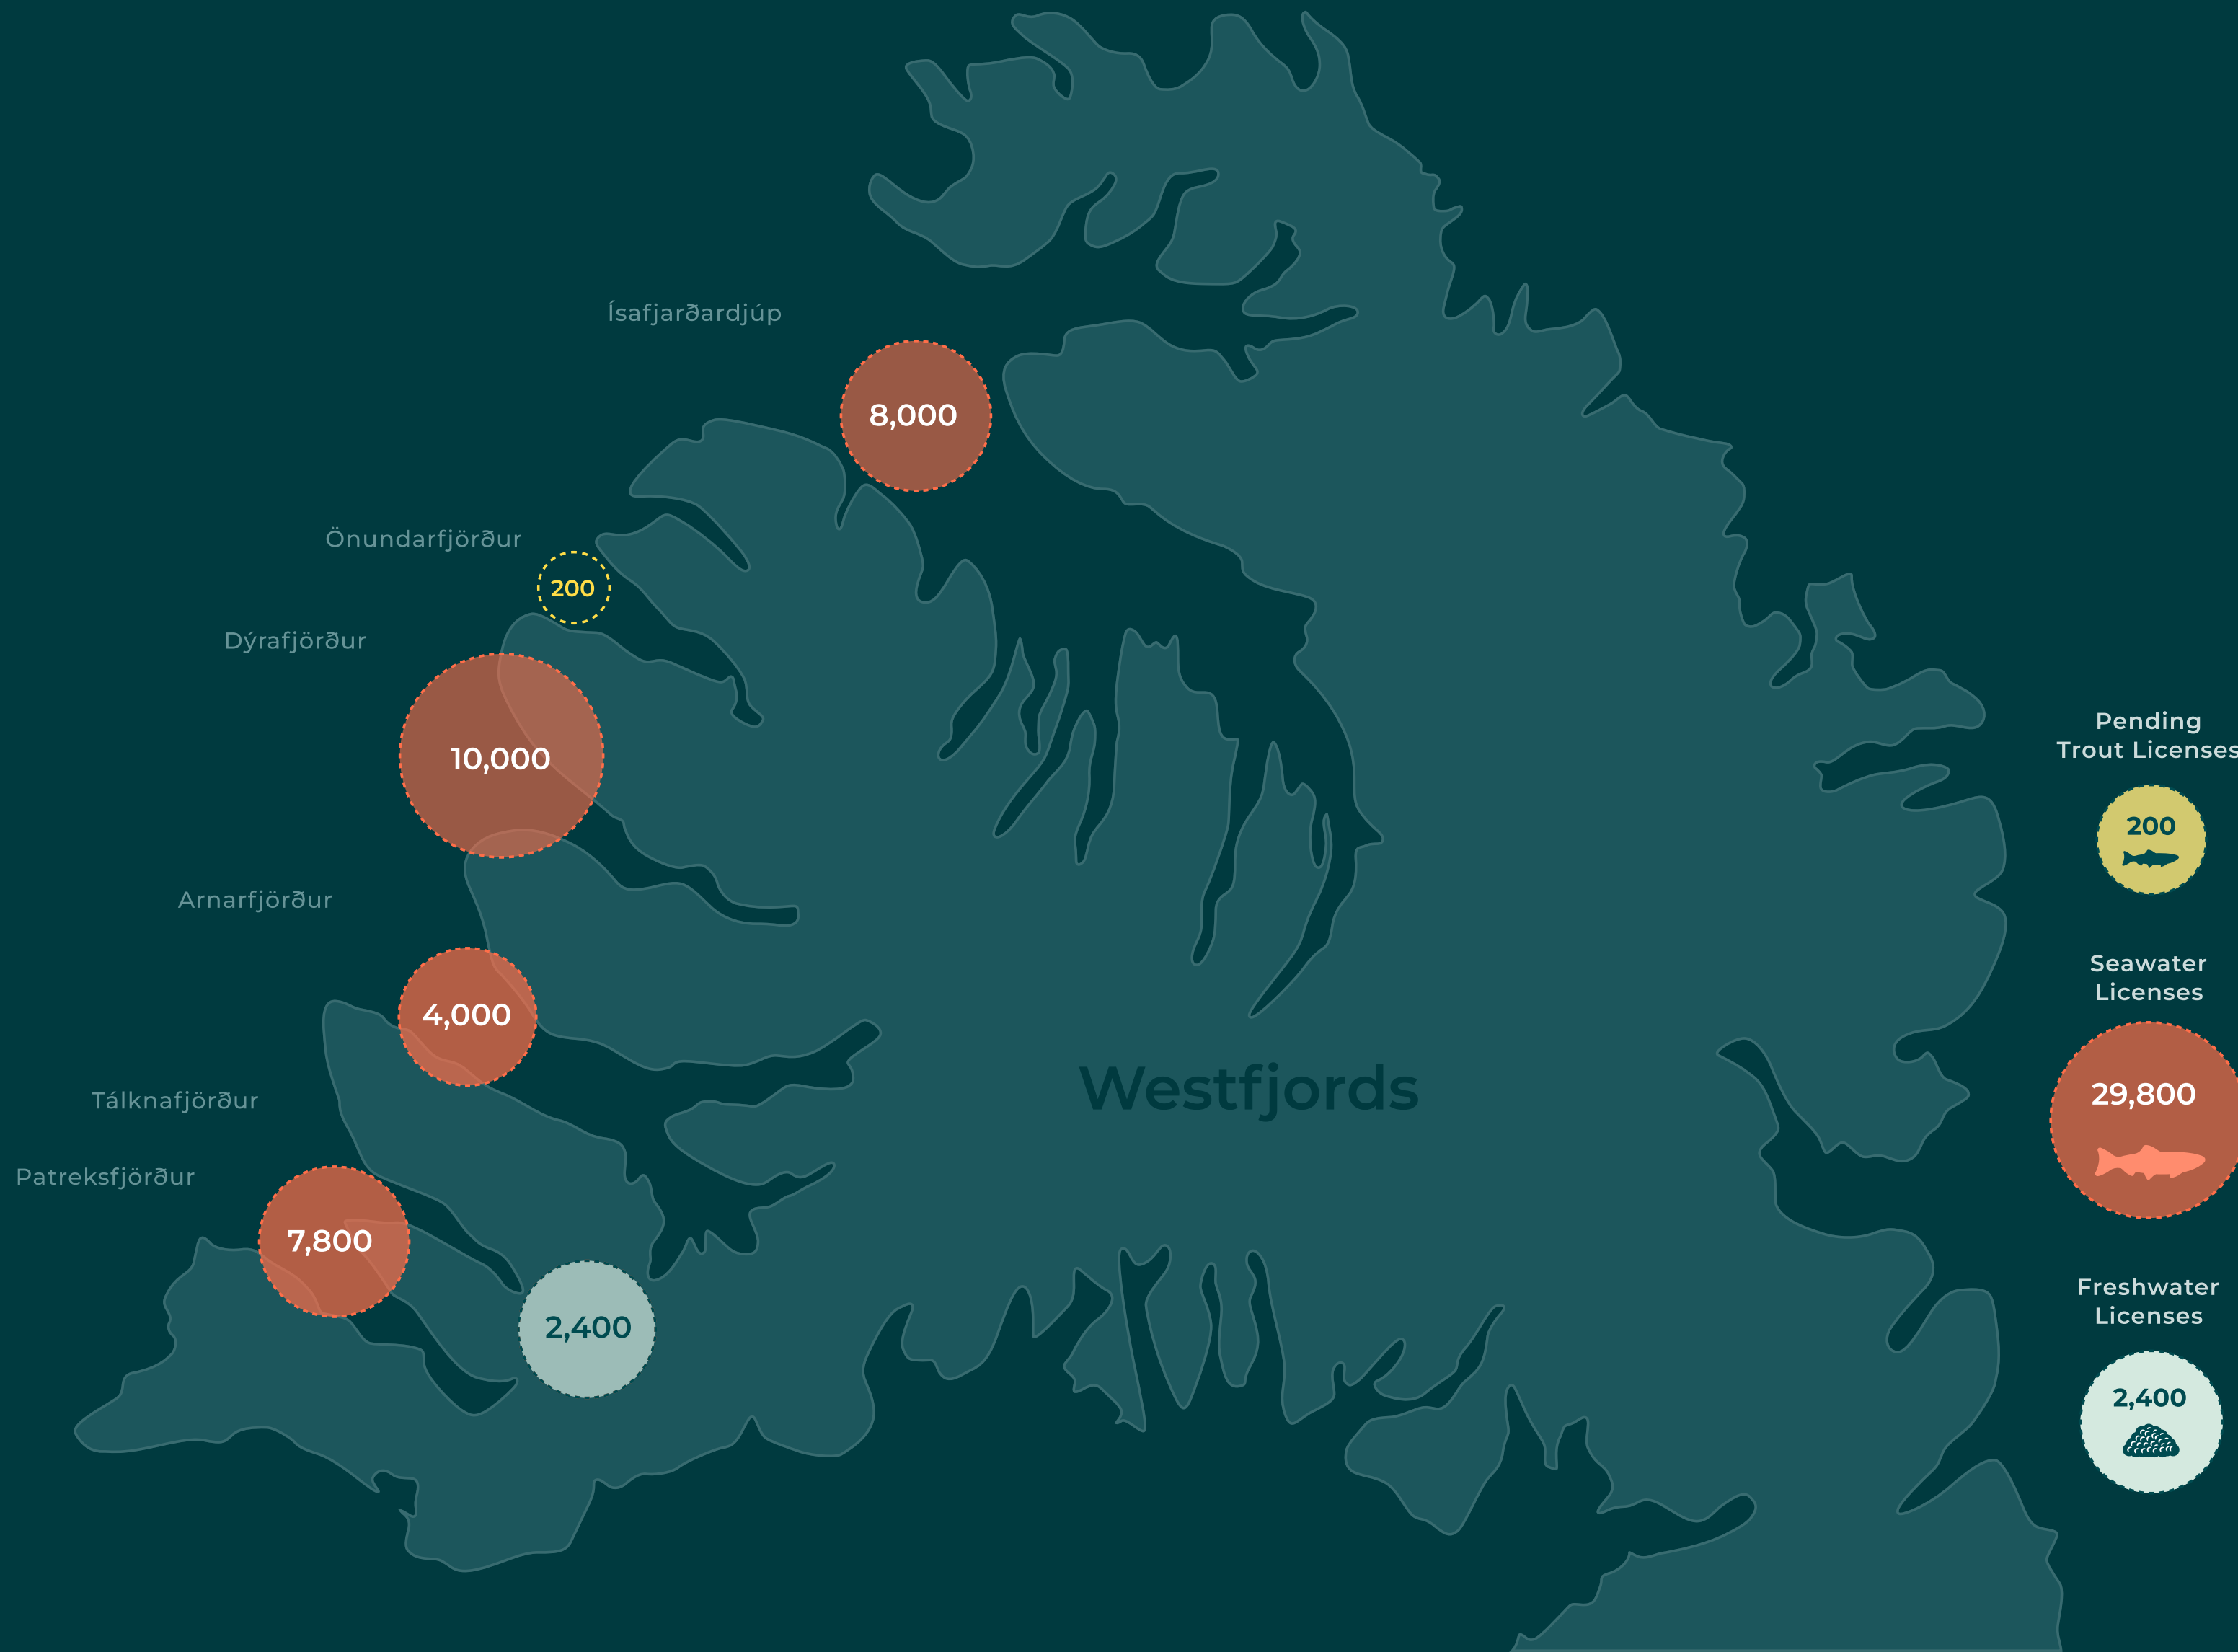 Ísafjarðardjúp
8,000
Önundarfjörður
200
Dýrafjörður
10,000
Arnarfjörður
4,000
Tálknafjörður
Patreksfjörður
7,800
2,400
Westfjords
Pending
Trout Licenses
200
Seawater
Licenses
29,800
Freshwater
Licenses
2,400